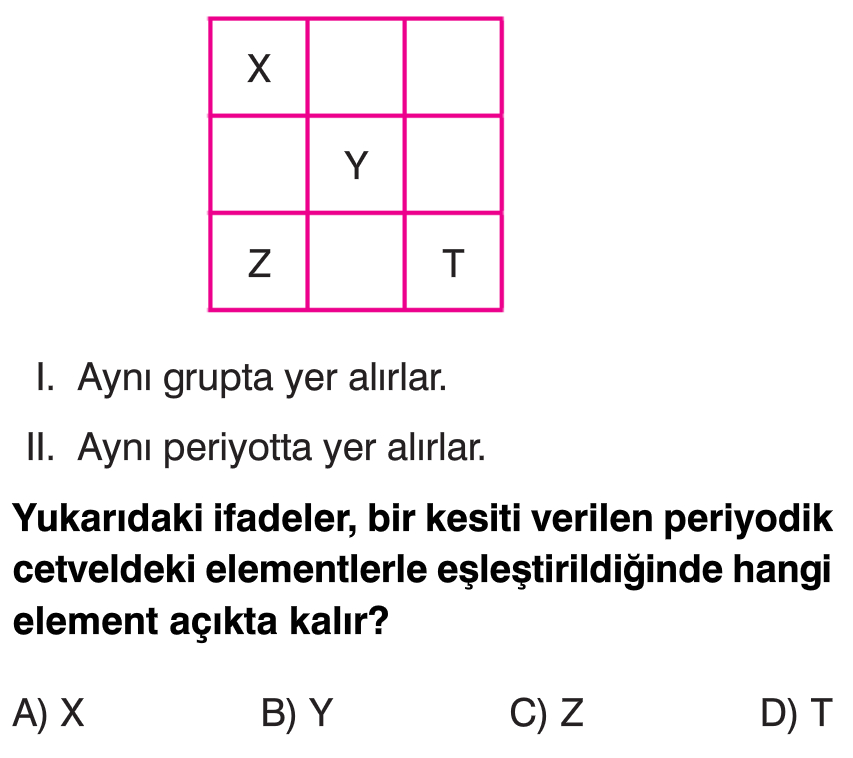 X
Y
Z T
I. Aynı grupta yer alırlar.
II. Aynı periyotta yer alırlar.
Yukarıdaki ifadeler, bir kesiti verilen periyodik
cetveldeki elementlerle eşleştirildiğinde hangi
element açıkta kalır?
A) X B) Y C) Z D) T